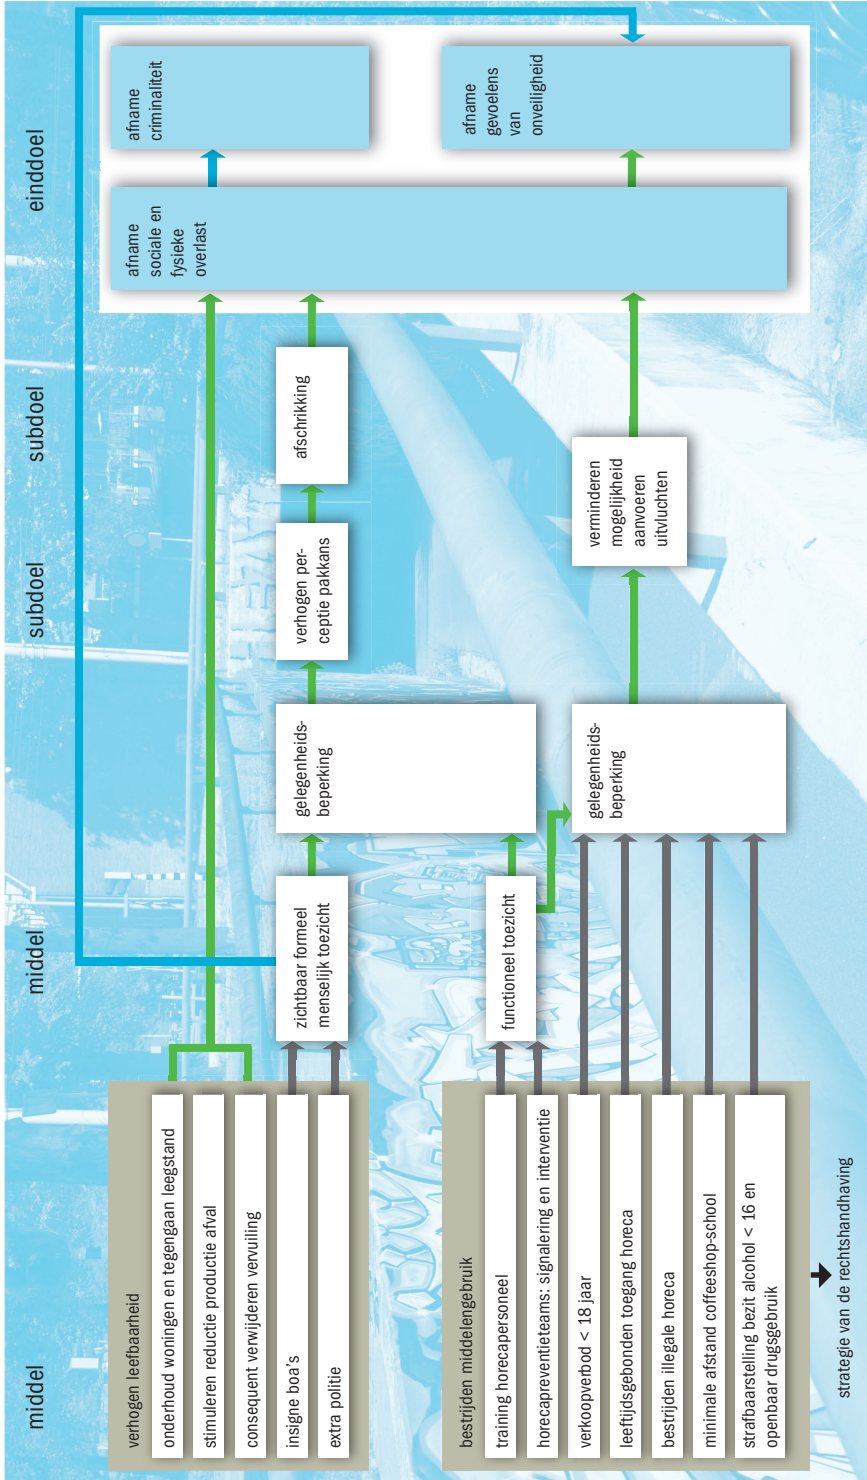 middel
middel
subdoel
subdoel
einddoel
verhogen leefbaarheid
onderhoud woningen en tegengaan leegstand
stimuleren reductie productie afval
consequent verwijderen vervuiling
insigne boa's
extra politie
zichtbaar formeel
menselijk toezicht
gelegenheids-
beperking
verhogen per-
ceptie pakkans
afschrikking
afname
sociale en
fysieke
overlast
afname
criminaliteit
bestrijden middelengebruik
training horecapersoneel
horecapreventieteams: signalering en interventie
verkoopverbod < 18 jaar
leeftijdsgebonden toegang horeca
bestrijden illegale horeca
minimale afstand coffeeshop-school
strafbaarstelling bezit alcohol < 16 en
openbaar drugsgebruik
functioneel toezicht
gelegenheids-
beperking
verminderen
mogelijkheid
aanvoeren
uitvluchten
afname
gevoelens
van
onveiligheid
strategie van de rechtshandhaving